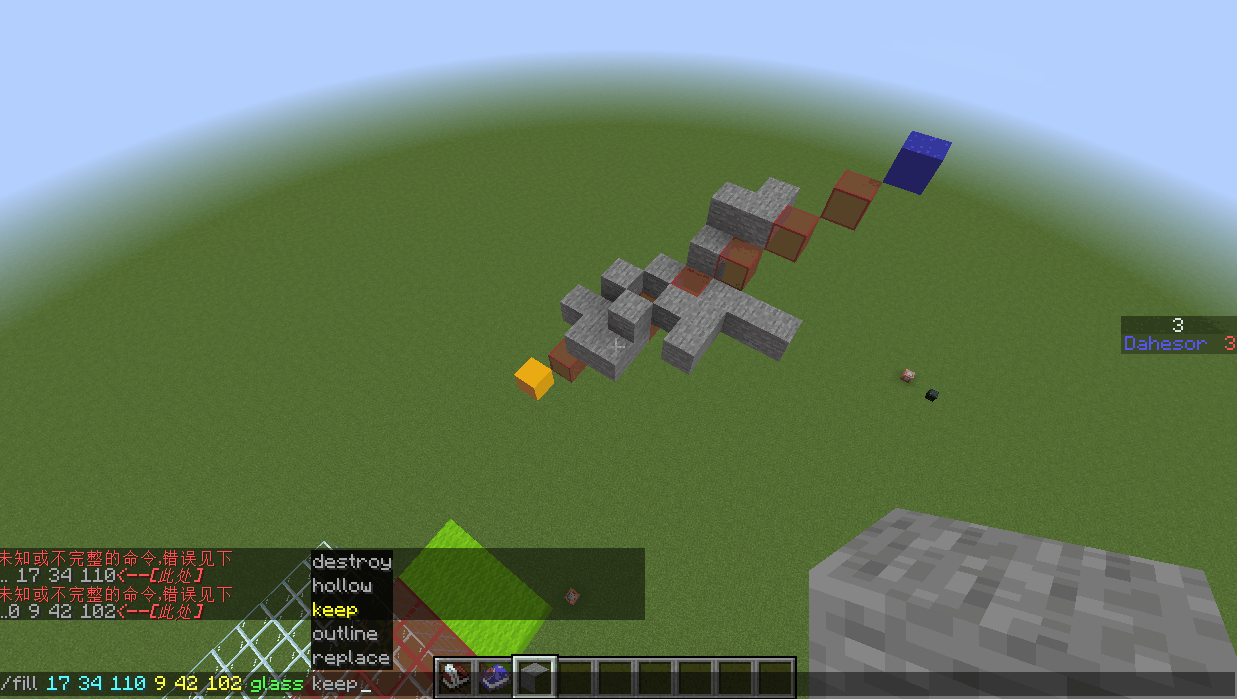 3
Dahesor 3
未知或不完整的命令,错误见下
… 17 34 110<--[此处]
未知或不完整的命令,错误见下
…0 9 42 102<--[此处]
destroy
hollow
keep
outline
replace
/fill 17 34 110 9 42 102 glass keep_